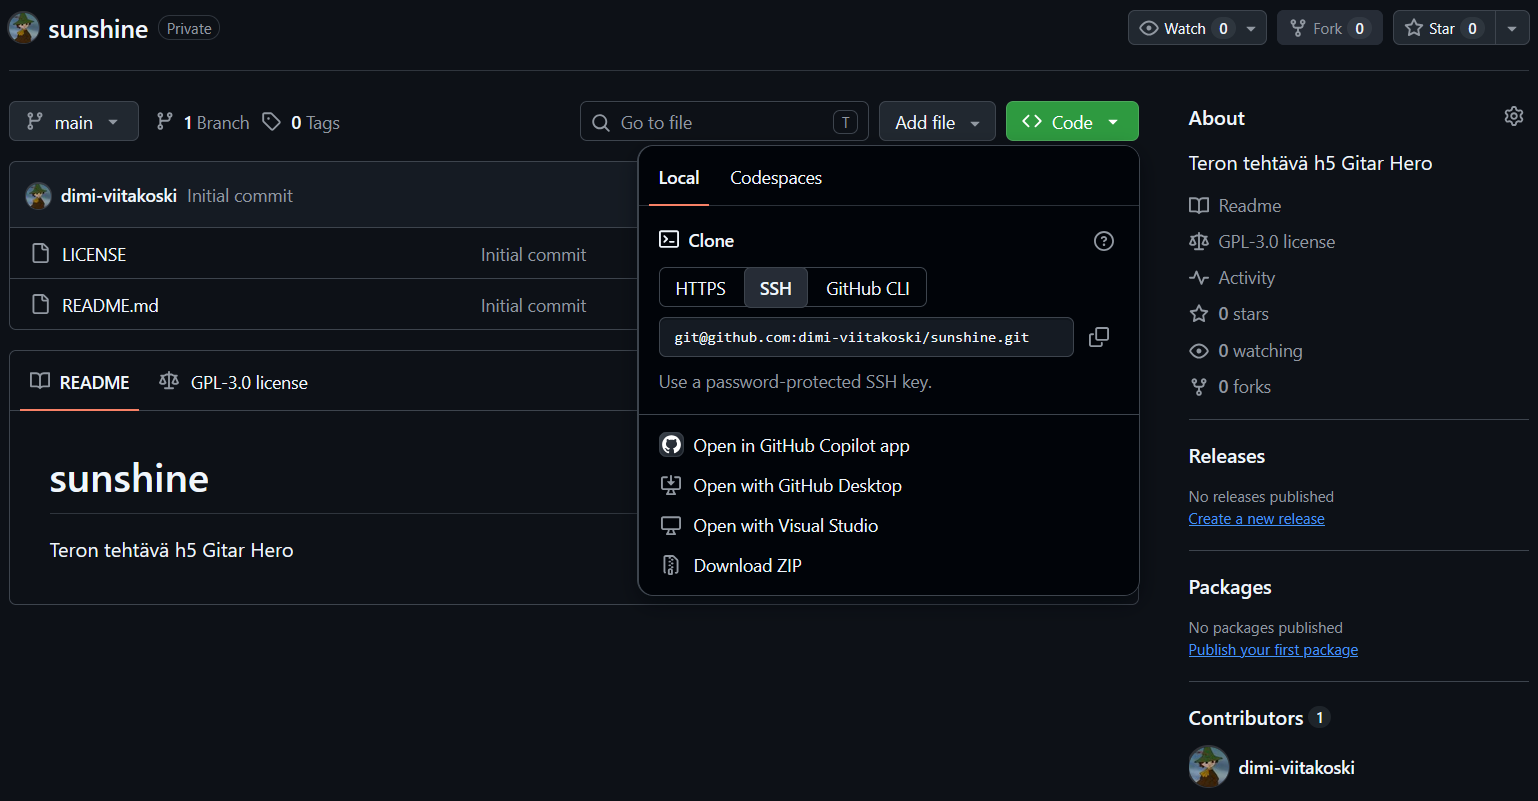 sunshine Private Watch 0 Fork 0 Star 0
main 1 Branch 0 Tags Go to file T Add file Code
dimi-viitakoski Initial commit
LICENSE Initial commit
README.md Initial commit
README GPL-3.0 license
sunshine
Teron tehtävä h5 Gitar Hero
Local Codespaces
Clone
HTTPS SSH GitHub CLI
git@github.com:dimi-viitakoski/sunshine.git
Use a password-protected SSH key.
Open in GitHub Copilot app
Open with GitHub Desktop
Open with Visual Studio
Download ZIP
About
Teron tehtävä h5 Gitar Hero
Readme
GPL-3.0 license
Activity
0 stars
0 watching
0 forks
Releases
No releases published
Create a new release
Packages
No packages published
Publish your first package
Contributors 1
dimi-viitakoski